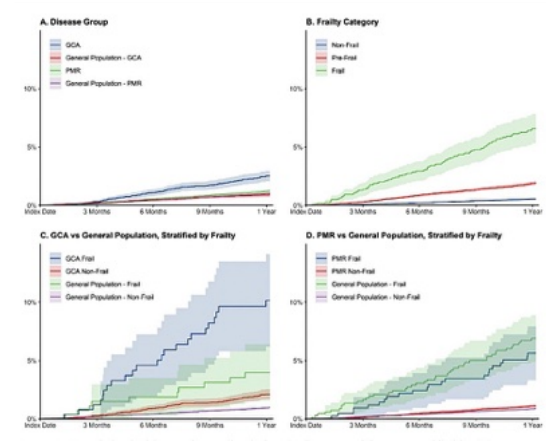 A. Disease Group
GCA
General Population - GCA
PMR
General Population - PMR
10%
5%
0%
Index Date 3 Months 6 Months 9 Months 1 Year
B. Frailty Category
Non-Frail
Pre-Frail
Frail
10%
5%
0%
Index Date 3 Months 6 Months 9 Months 1 Year
C. GCA vs General Population, Stratified by Frailty
GCA Frail
GCA Non-Frail
General Population - Frail
General Population - Non-Frail
10%
5%
0%
Index Date 3 Months 6 Months 9 Months 1 Year
D. PMR vs General Population, Stratified by Frailty
PMR Frail
PMR Non-Frail
General Population - Frail
General Population - Non-Frail
10%
5%
0%
Index Date 3 Months 6 Months 9 Months 1 Year